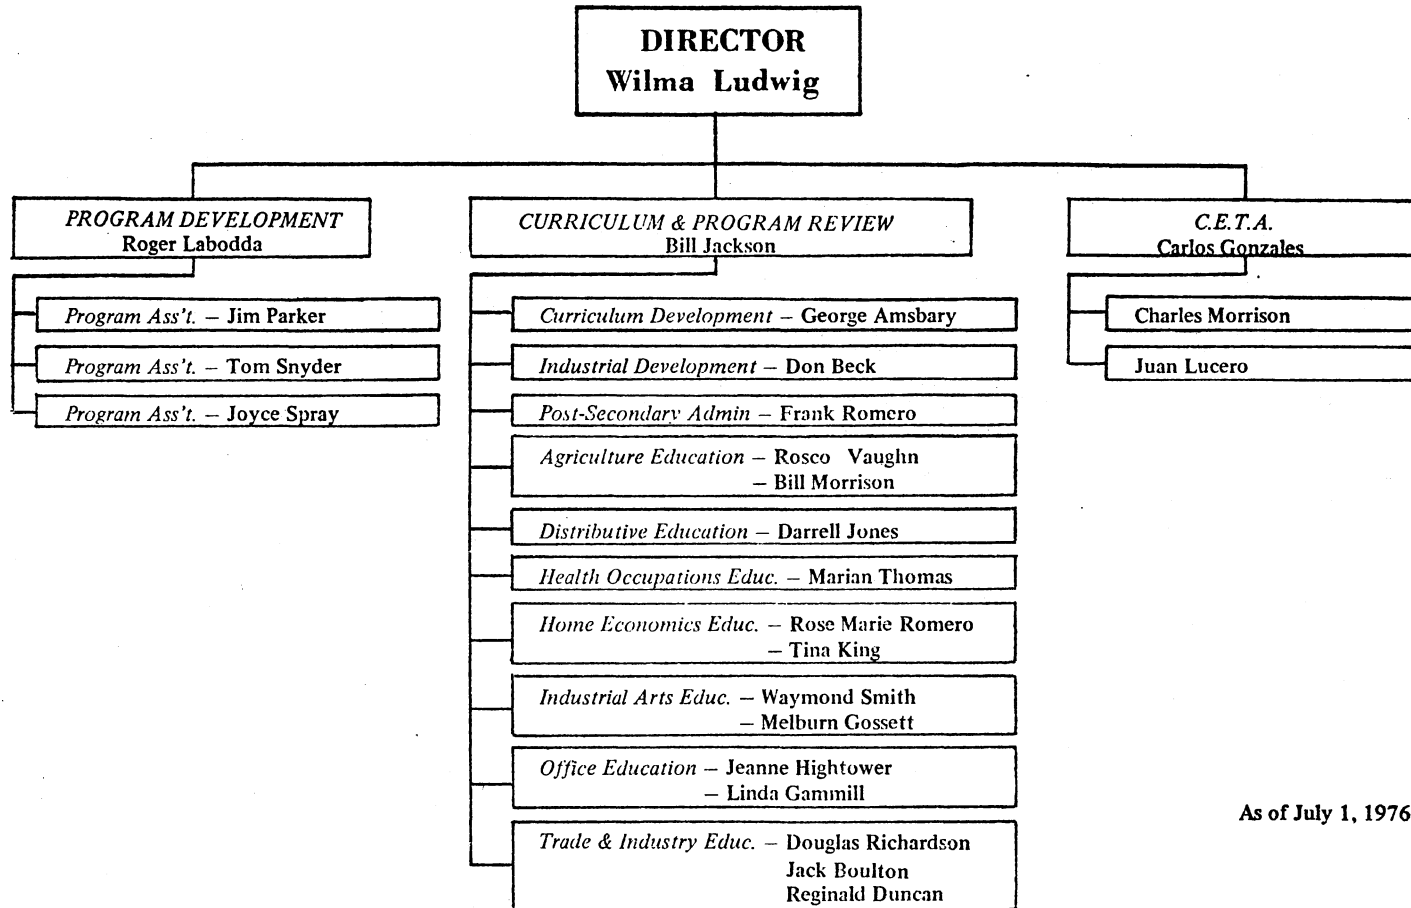 DIRECTOR
Wilma Ludwig
PROGRAM DEVELOPMENT
Roger Labodda
Program Ass't. – Jim Parker
Program Ass't. – Tom Snyder
Program Ass't. – Joyce Spray
CURRICULUM & PROGRAM REVIEW
Bill Jackson
Curriculum Development – George Amsbary
Industrial Development – Don Beck
Post-Secondary Admin – Frank Romero
Agriculture Education – Rosco Vaughn
– Bill Morrison
Distributive Education – Darrell Jones
Health Occupations Educ. – Marian Thomas
Home Economics Educ. – Rose Marie Romero
– Tina King
Industrial Arts Educ. – Waymond Smith
– Melburn Gossett
Office Education – Jeanne Hightower
– Linda Gammill
Trade & Industry Educ. – Douglas Richardson
Jack Boulton
Reginald Duncan
C.E.T.A.
Carlos Gonzales
Charles Morrison
Juan Lucero
As of July 1, 1976